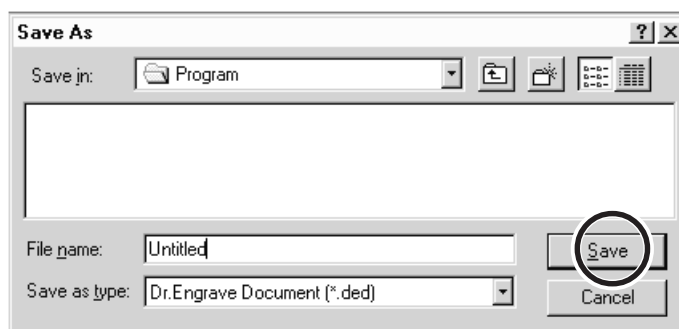 Save As
Save in: Program
File name: Untitled Save
Save as type: Dr.Engrave Document (*.ded) Cancel